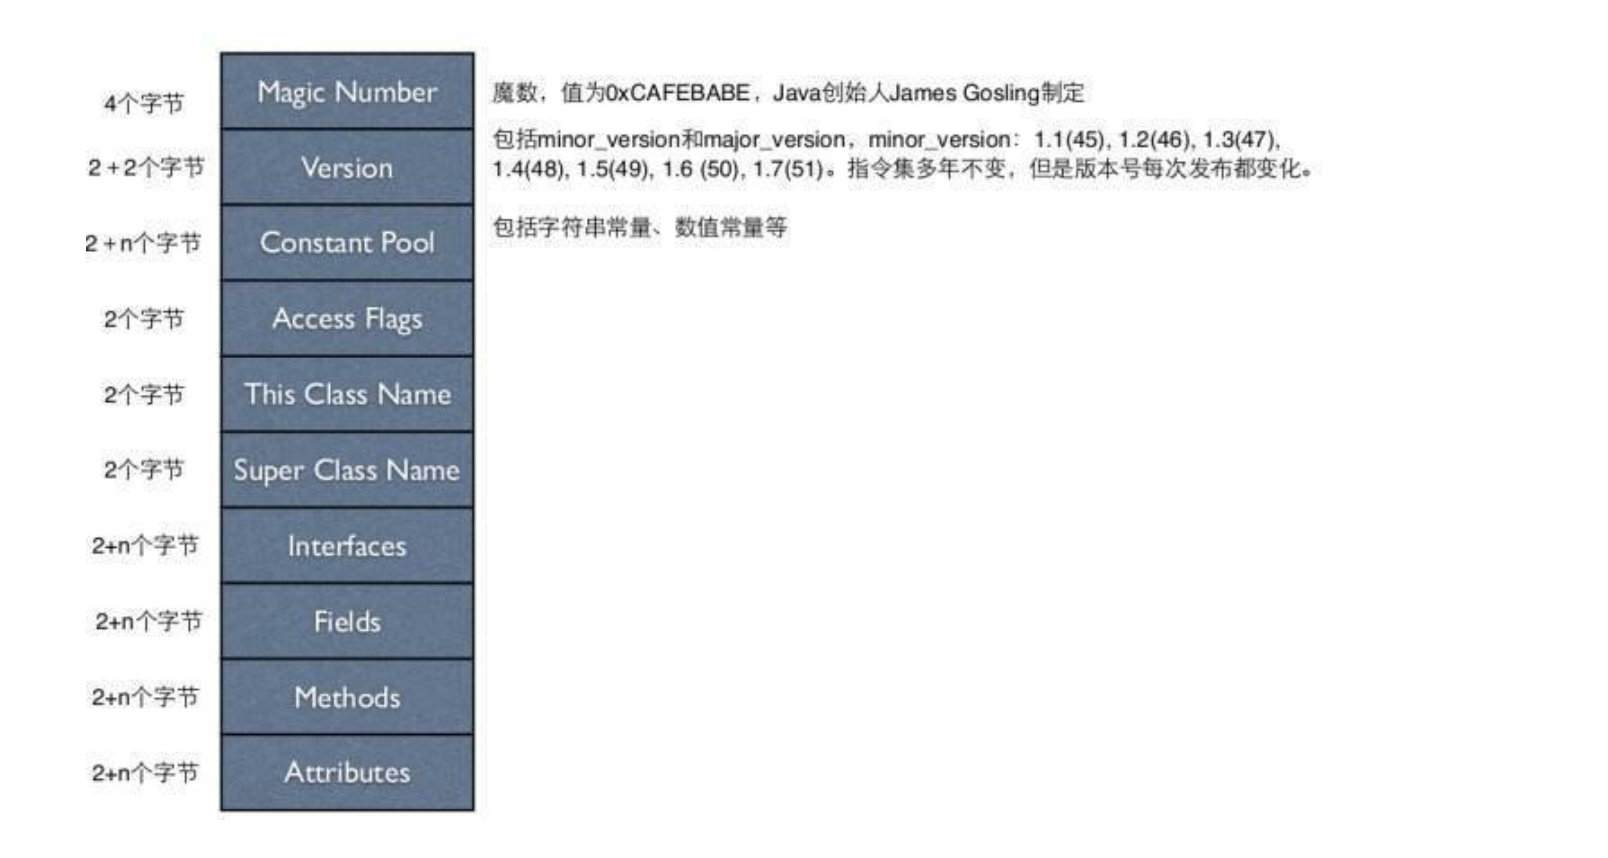 4个字节 Magic Number 魔数，值为0xCAFEBABE，Java创始人James Gosling制定
2+2个字节 Version 包括minor_version和major_version，minor_version：1.1(45), 1.2(46), 1.3(47),
1.4(48), 1.5(49), 1.6 (50), 1.7(51)。指令集多年不变，但是版本号每次发布都变化。
2+n个字节 Constant Pool 包括字符串常量、数值常量等
2个字节 Access Flags
2个字节 This Class Name
2个字节 Super Class Name
2+n个字节 Interfaces
2+n个字节 Fields
2+n个字节 Methods
2+n个字节 Attributes